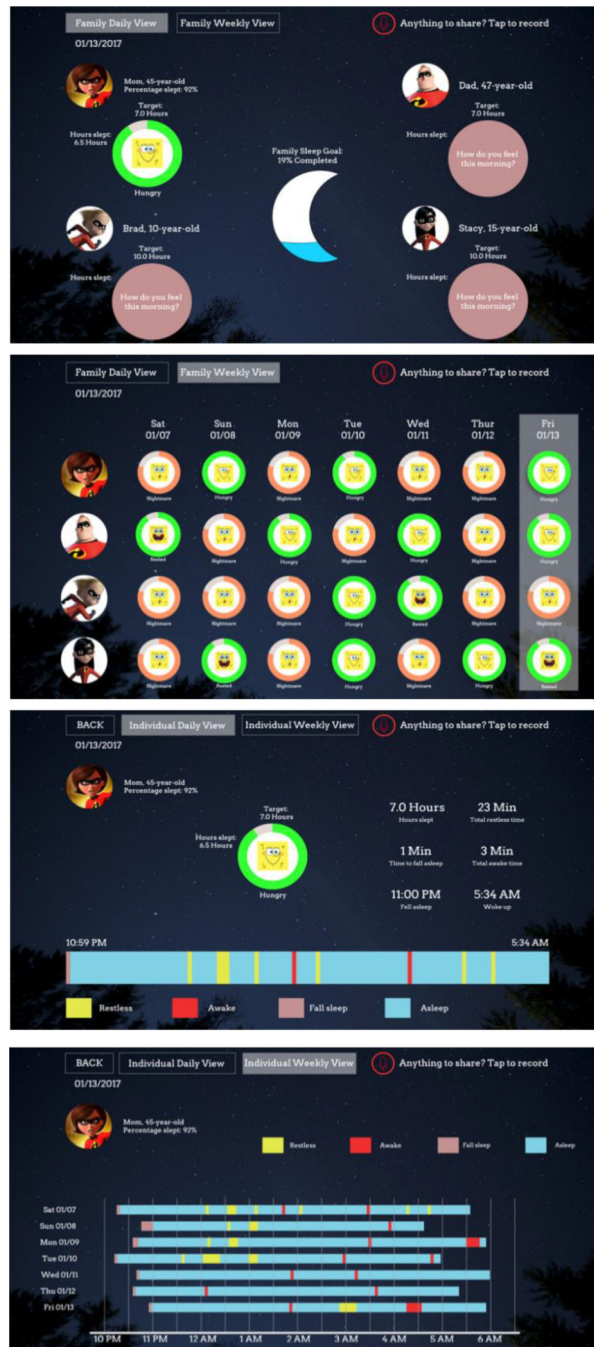 Family Daily View
Family Weekly View
Anything to share? Tap to record
01/13/2017
Mom, 45-year-old
Percentage slept: 92%
Target:
7.0 Hours
Hours slept:
6.5 Hours
Hungry
Dad, 47-year-old
Target:
7.0 Hours
Hours slept:
How do you feel
this morning?
Family Sleep Goal:
19% Completed
Brad, 10-year-old
Target:
10.0 Hours
Hours slept:
How do you feel
this morning?
Stacy, 15-year-old
Target:
10.0 Hours
Hours slept:
How do you feel
this morning?
Family Daily View
Family Weekly View
Anything to share? Tap to record
01/13/2017
Sat Sun Mon Tue Wed Thur Fri
01/07 01/08 01/09 01/10 01/11 01/12 01/13
Nightmare Hungry Nightmare Hungry Nightmare Nightmare Hungry
Rested Nightmare Hungry Nightmare Hungry Nightmare Hungry
Nightmare Nightmare Nightmare Hungry Rested Nightmare Nightmare
Nightmare Rested Nightmare Hungry Nightmare Hungry Rested
BACK
Individual Daily View
Individual Weekly View
Anything to share? Tap to record
01/13/2017
Mom, 45-year-old
Percentage slept: 92%
Target:
7.0 Hours
Hours slept:
6.5 Hours
Hungry
7.0 Hours 23 Min
Hours slept Total restless time
1 Min 3 Min
Time to fall asleep Total awake time
11:00 PM 5:34 AM
Fell asleep Woke up
10:59 PM 5:34 AM
Restless Awake Fall sleep Asleep
BACK
Individual Daily View
Individual Weekly View
Anything to share? Tap to record
01/13/2017
Mom, 45-year-old
Percentage slept: 92%
Restless Awake Fall sleep Asleep
Sat 01/07
Sun 01/08
Mon 01/09
Tue 01/10
Wed 01/11
Thu 01/12
Fri 01/13
10 PM 11 PM 12 AM 1 AM 2 AM 3 AM 4 AM 5 AM 6 AM